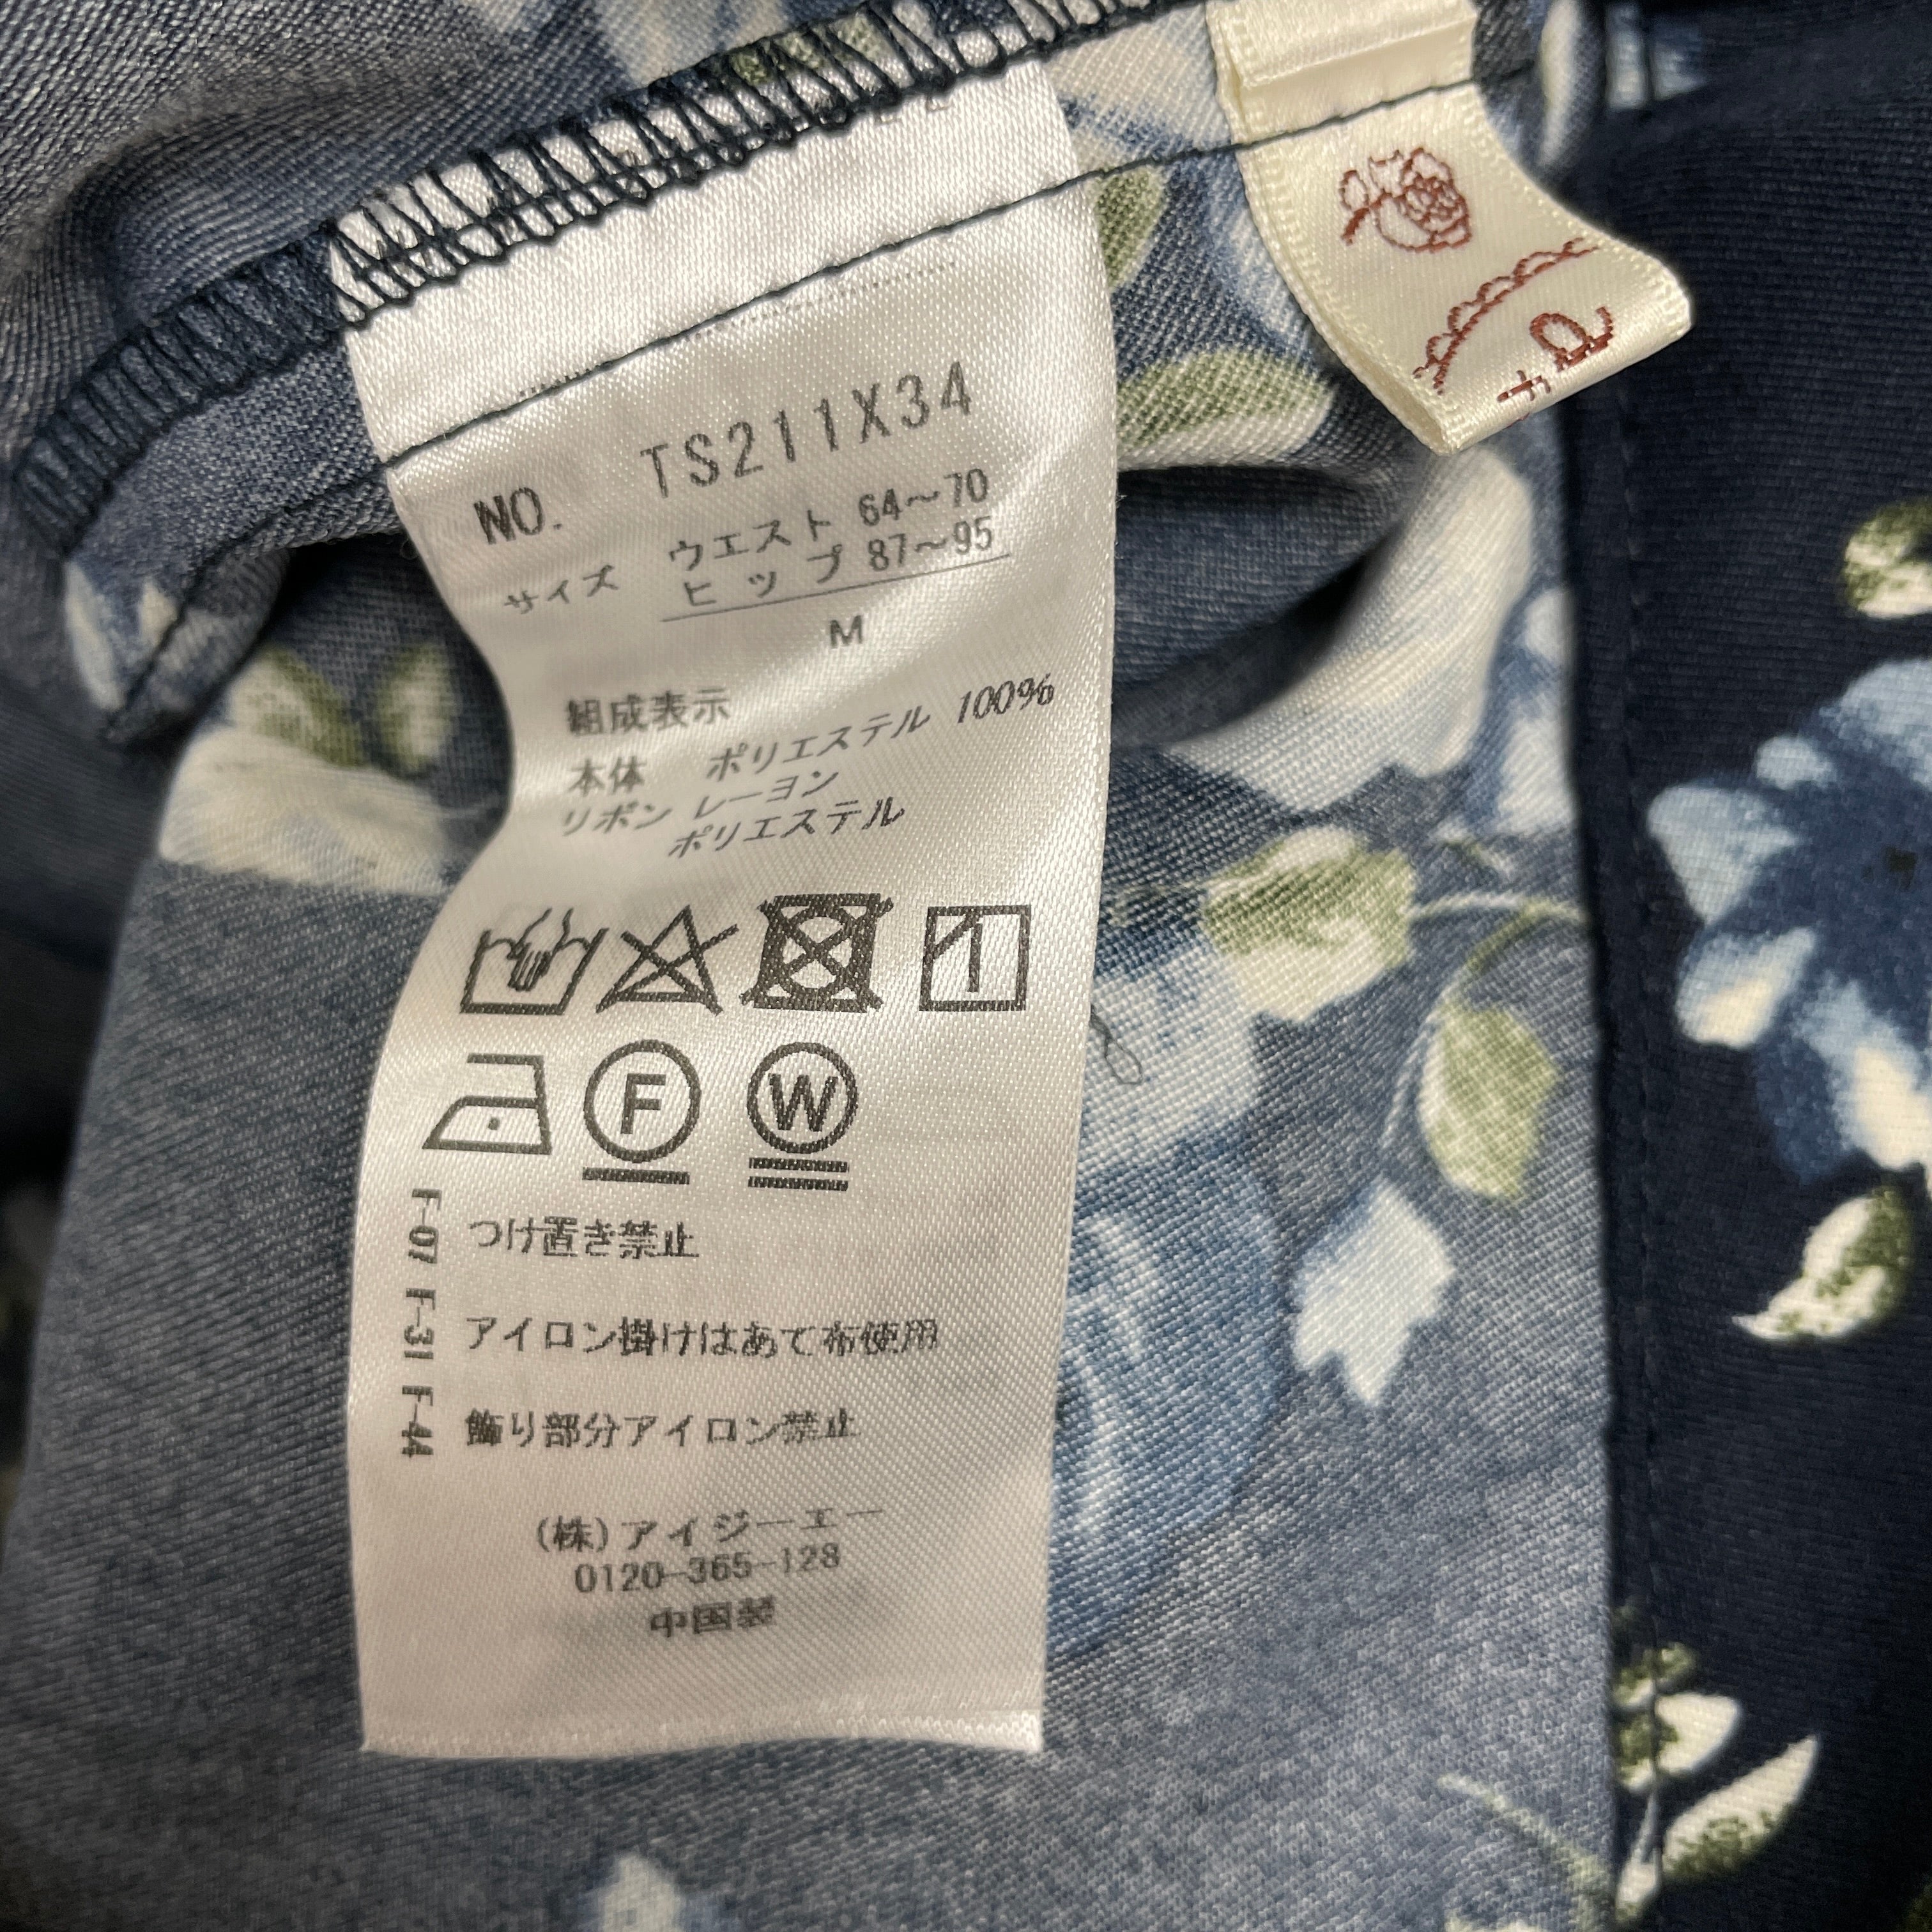 NO. TS211X34
サイズ ウエスト 64~70
ヒップ 87~95
M
組成表示
本体 ポリエステル 100%
リボン レーヨン
ポリエステル
F
W
F-07 つけ置き禁止
F-31 アイロン掛けはあて布使用
F-44 飾り部分アイロン禁止
(株)アイジーエー
0120-365-128
中国製